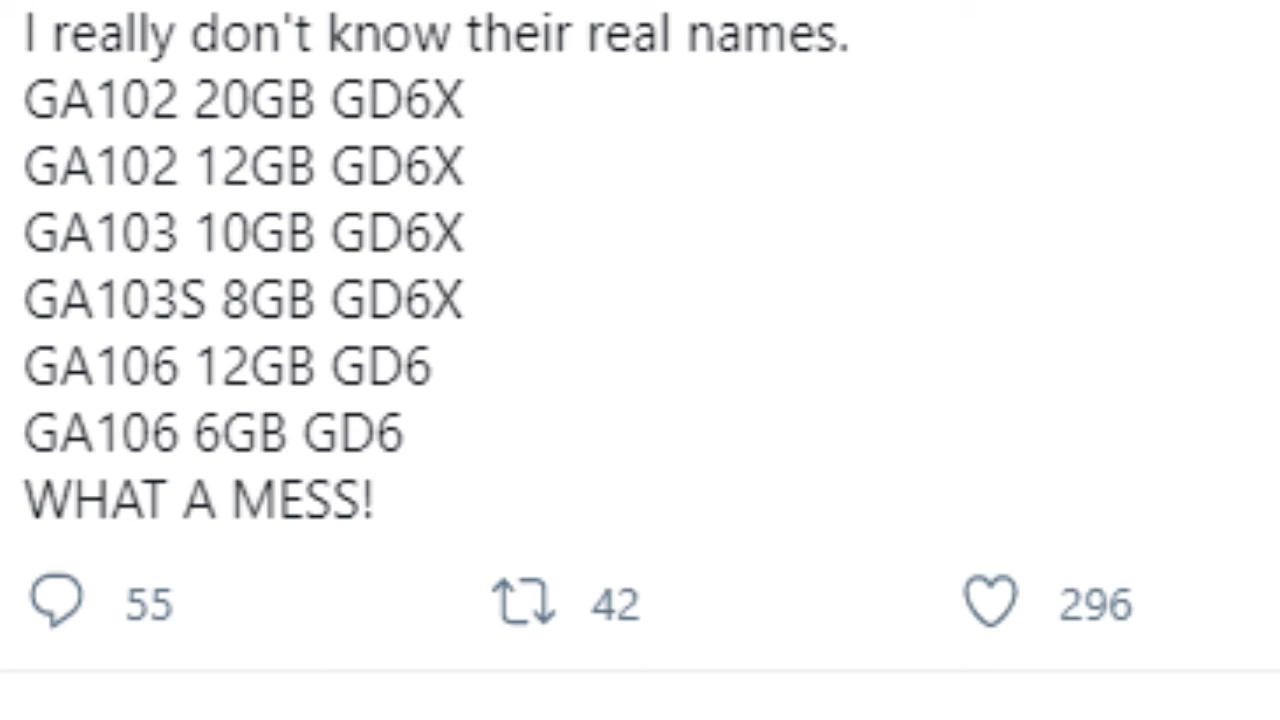 I really don't know their real names.
GA102 20GB GD6X
GA102 12GB GD6X
GA103 10GB GD6X
GA103S 8GB GD6X
GA106 12GB GD6
GA106 6GB GD6
WHAT A MESS!
55 42 296